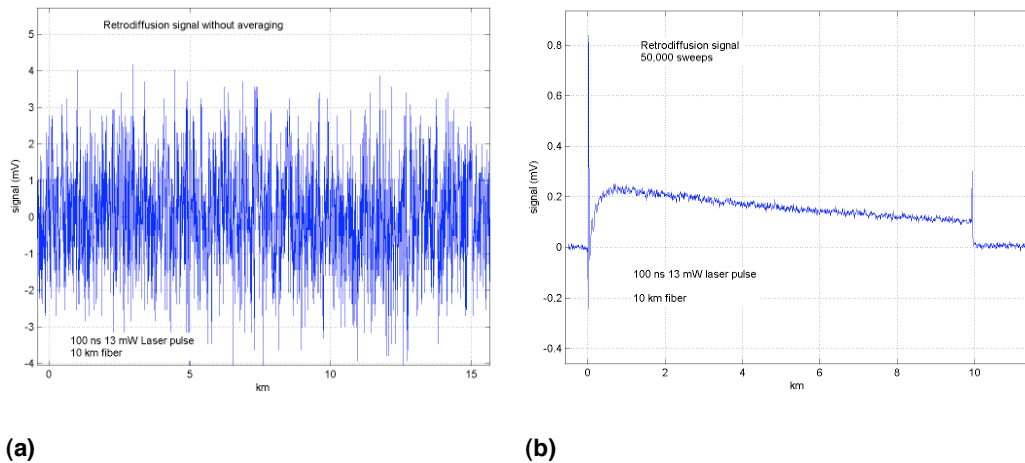 5
Retrodiffusion signal without averaging
4
3
2
1
0
-1
-2
-3
-4
signal (mV)
100 ns 13 mW Laser pulse
10 km fiber
0
5
10
15
km
(a)
0.8
Retrodiffusion signal
50,000 sweeps
0.6
0.4
0.2
0
-0.2
-0.4
signal (mV)
100 ns 13 mW laser pulse
10 km fiber
0
2
4
6
8
10
km
(b)